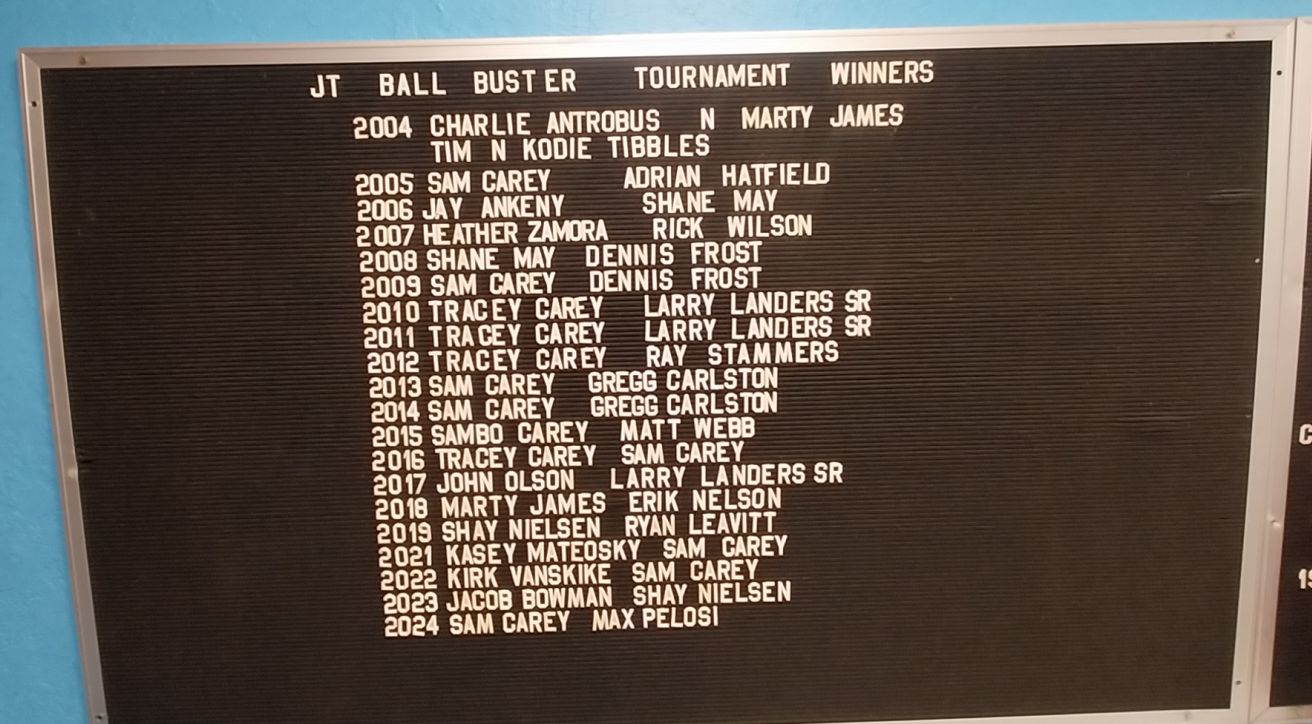 JT BALL BUSTER TOURNAMENT WINNERS
2004 CHARLIE ANTROBUS N MARTY JAMES
TIM N KODIE TIBBLES
2005 SAM CAREY ADRIAN HATFIELD
2006 JAY ANKENY SHANE MAY
2007 HEATHER ZAMORA RICK WILSON
2008 SHANE MAY DENNIS FROST
2009 SAM CAREY DENNIS FROST
2010 TRACEY CAREY LARRY LANDERS SR
2011 TRACEY CAREY LARRY LANDERS SR
2012 TRACEY CAREY RAY STAMMERS
2013 SAM CAREY GREGG CARLSTON
2014 SAM CAREY GREGG CARLSTON
2015 SAMBO CAREY MATT WEBB
2016 TRACEY CAREY SAM CAREY
2017 JOHN OLSON LARRY LANDERS SR
2018 MARTY JAMES ERIK NELSON
2019 SHAY NIELSEN RYAN LEAVITT
2021 KASEY MATEOSKY SAM CAREY
2022 KIRK VANSKIKE SAM CAREY
2023 JACOB BOWMAN SHAY NIELSEN
2024 SAM CAREY MAX PELOSI